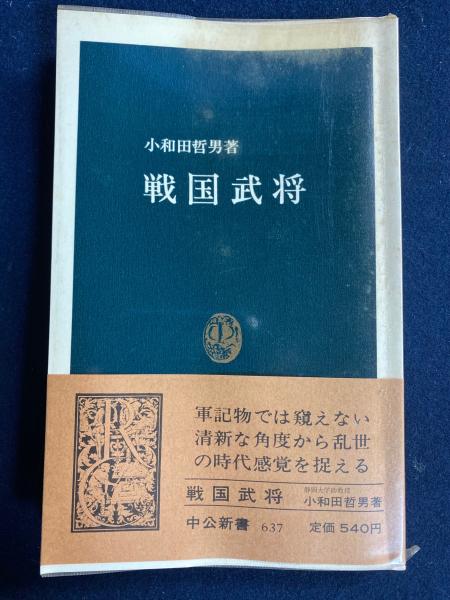 小和田哲男著
戦国武将
軍記物では窺えない
清新な角度から乱世
の時代感覚を捉える
戦国武将 静岡大学助教授 小和田哲男著
中公新書 637 定価 540円